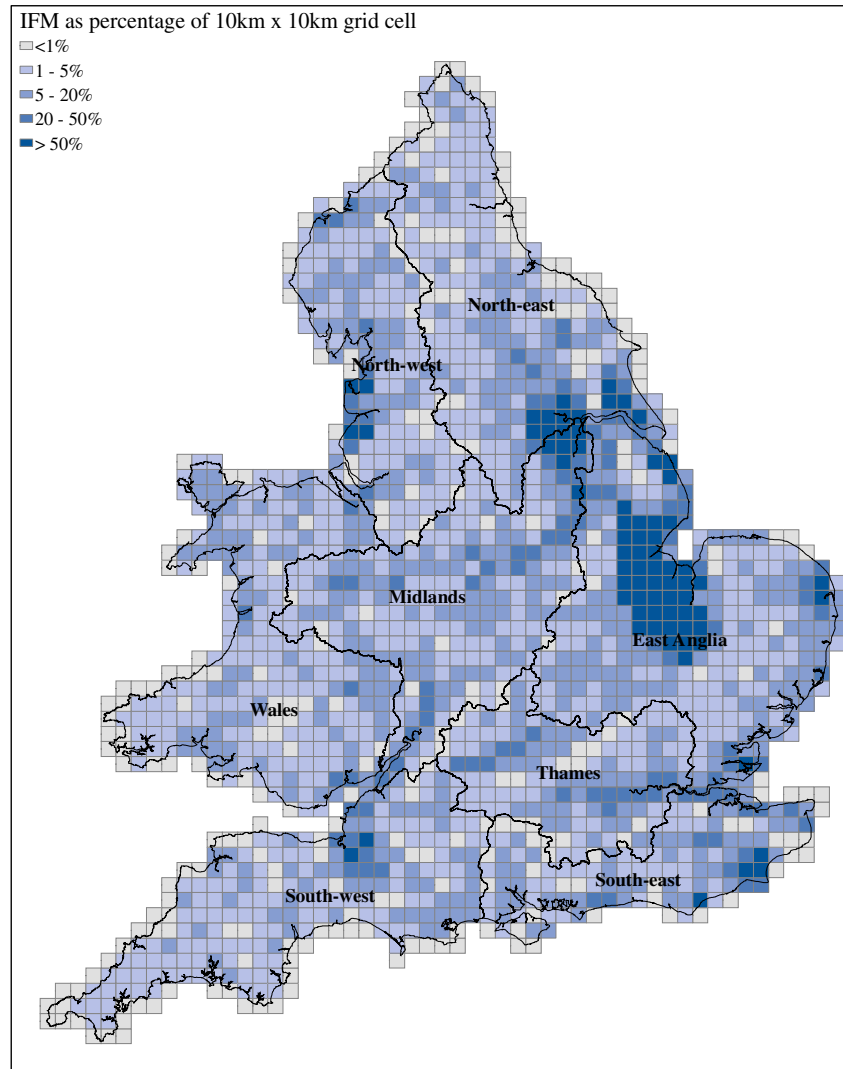 IFM as percentage of 10km x 10km grid cell
<1%
1 - 5%
5 - 20%
20 - 50%
> 50%
North-east
North-west
Midlands
East Anglia
Wales
Thames
South-east
South-west